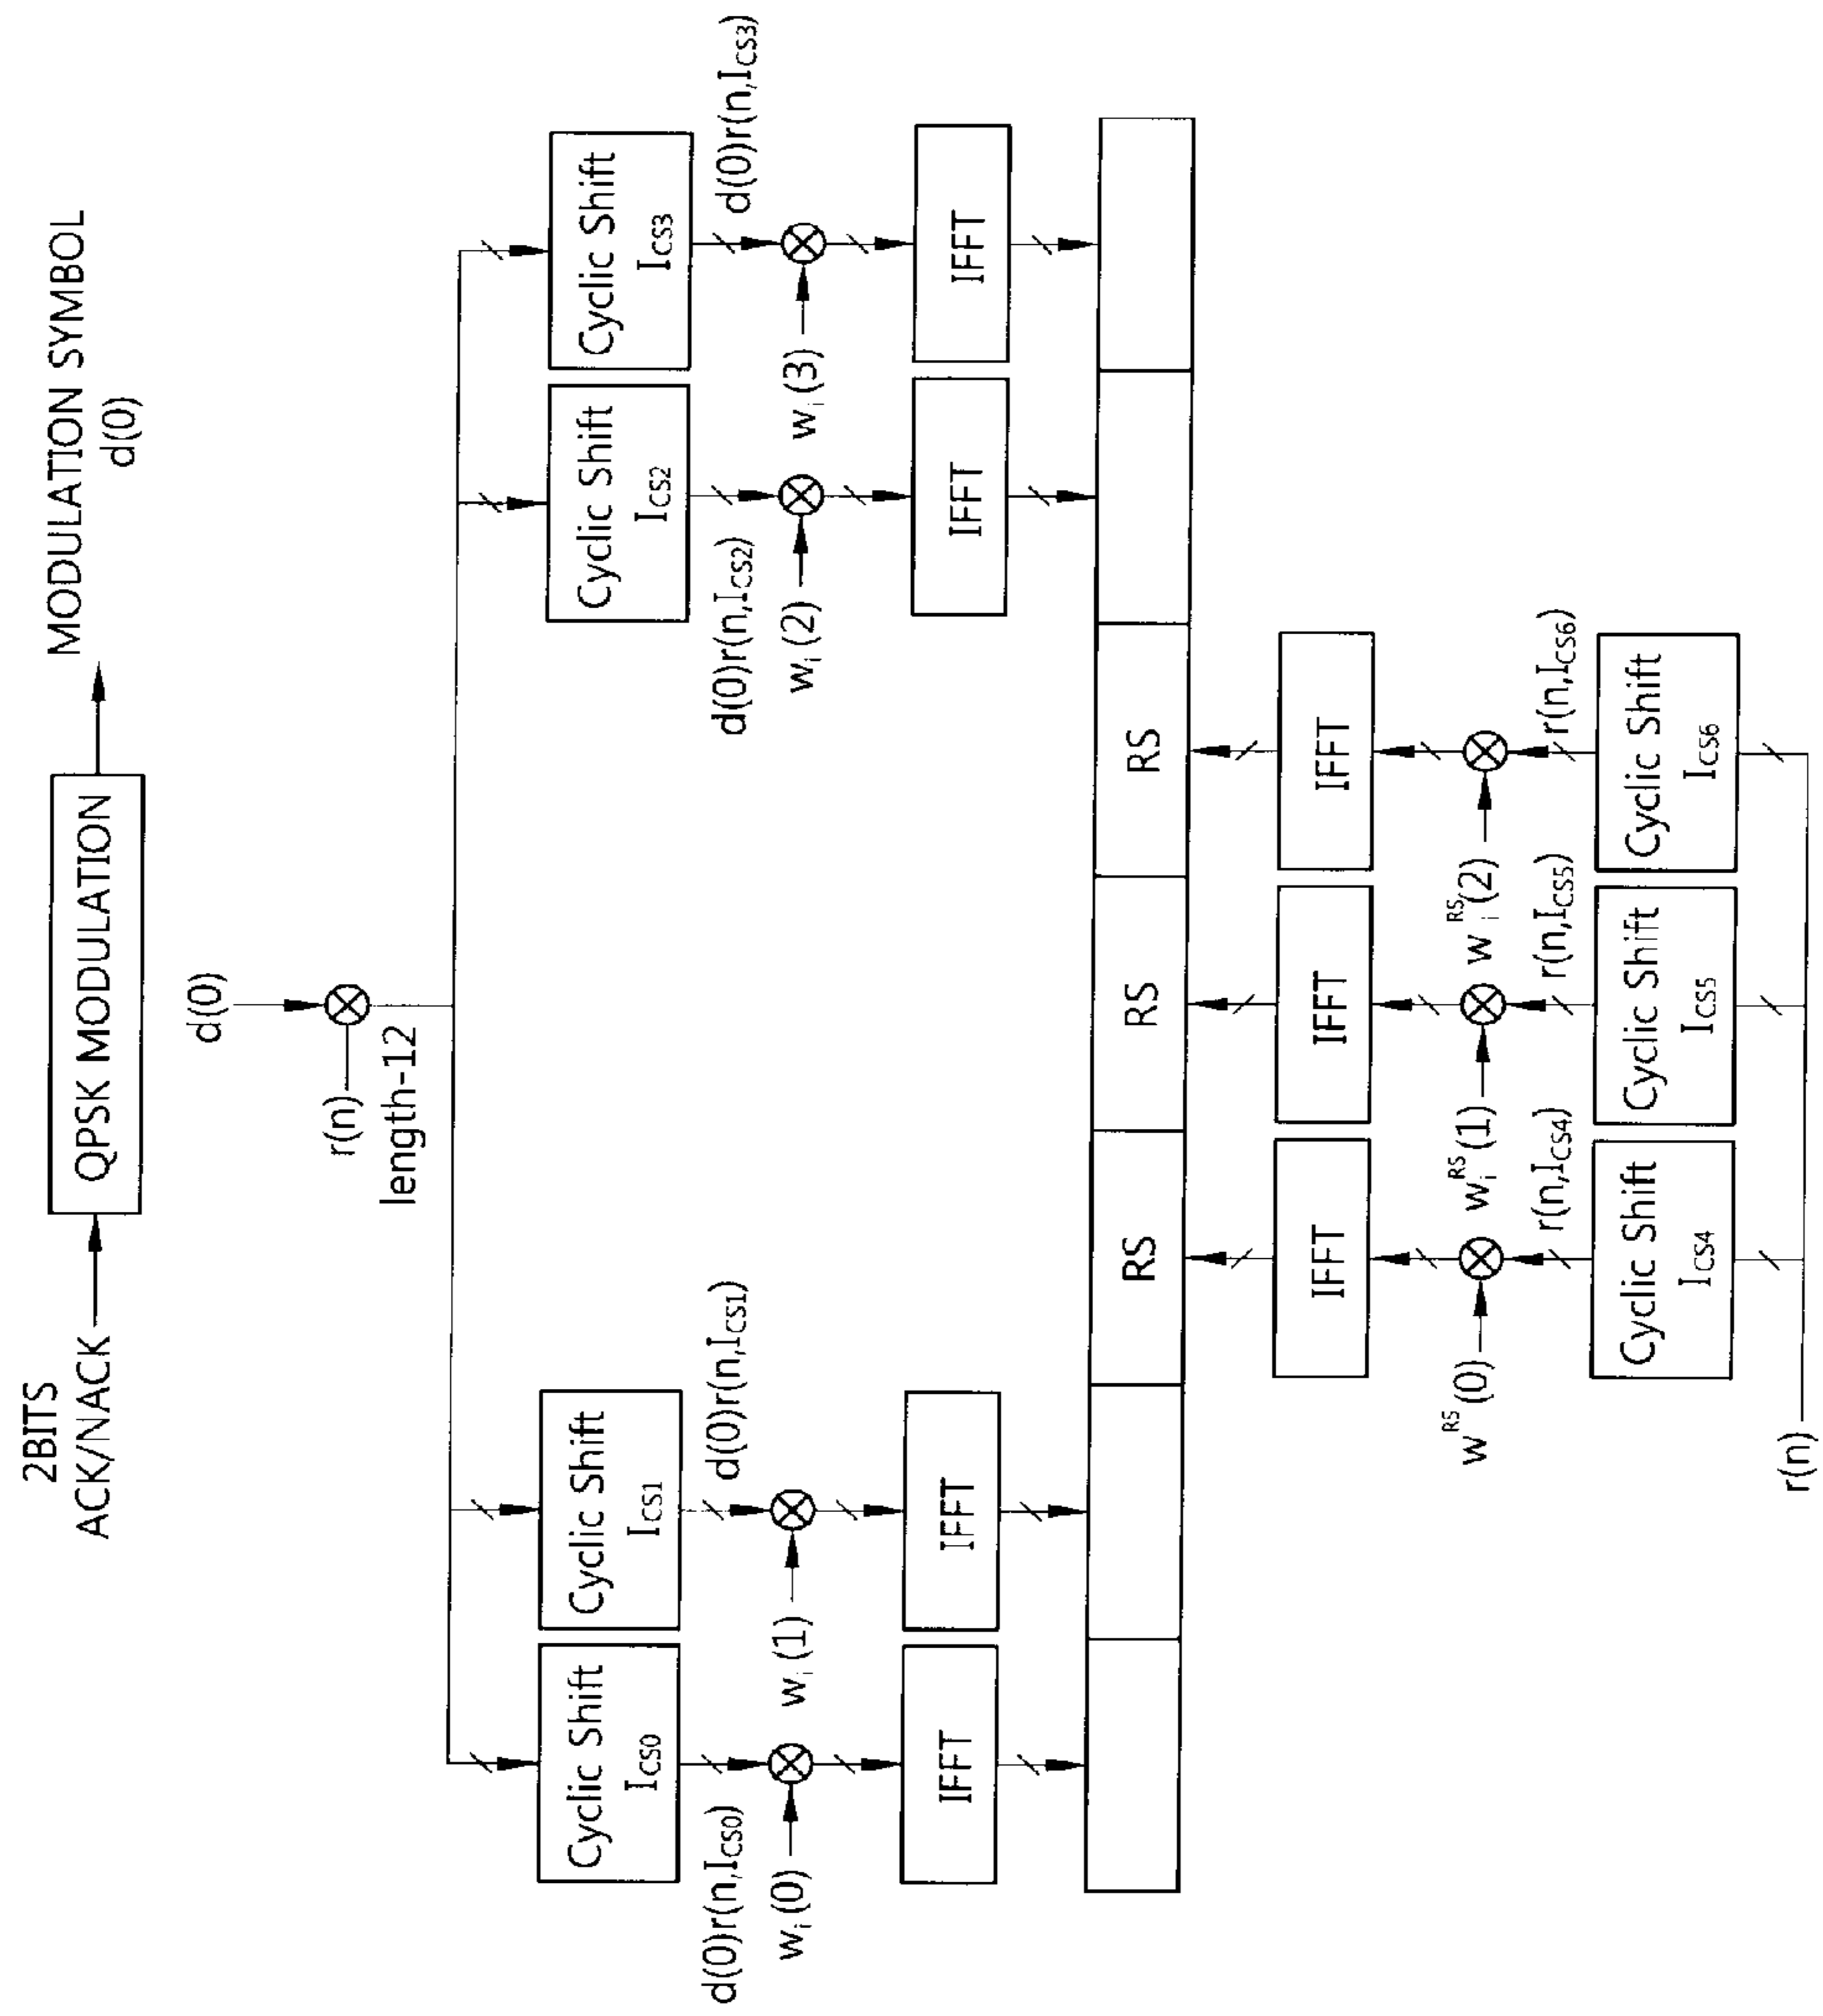 2BITS
ACK/NACK
QPSK MODULATION
MODULATION SYMBOL
d(0)
d(0)
r(n)
length-12
Cyclic Shift
I_CS0
Cyclic Shift
I_CS1
Cyclic Shift
I_CS2
Cyclic Shift
I_CS3
d(0)r(n,I_CS0)
d(0)r(n,I_CS1)
d(0)r(n,I_CS2)
d(0)r(n,I_CS3)
w_i(0)
w_i(1)
w_i(2)
w_i(3)
IFFT
IFFT
IFFT
IFFT
RS
RS
RS
IFFT
IFFT
IFFT
w^RS(0)
w_i^RS(1)
w_i^RS(2)
r(n,I_CS4)
r(n,I_CS5)
r(n,I_CS6)
Cyclic Shift
I_CS4
Cyclic Shift
I_CS5
Cyclic Shift
I_CS6
r(n)